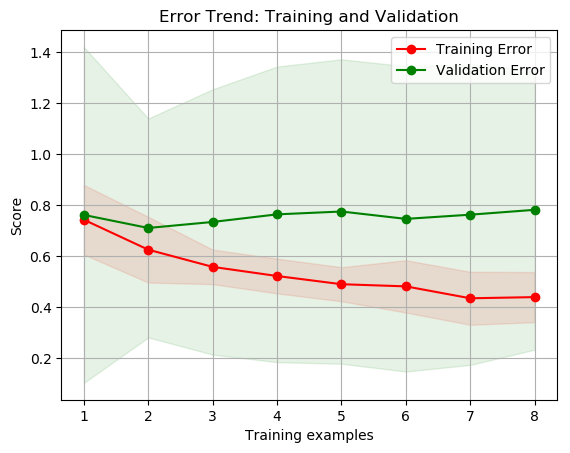 Error Trend: Training and Validation
Training Error
Validation Error
Score
1.4
1.2
1.0
0.8
0.6
0.4
0.2
1 2 3 4 5 6 7 8
Training examples